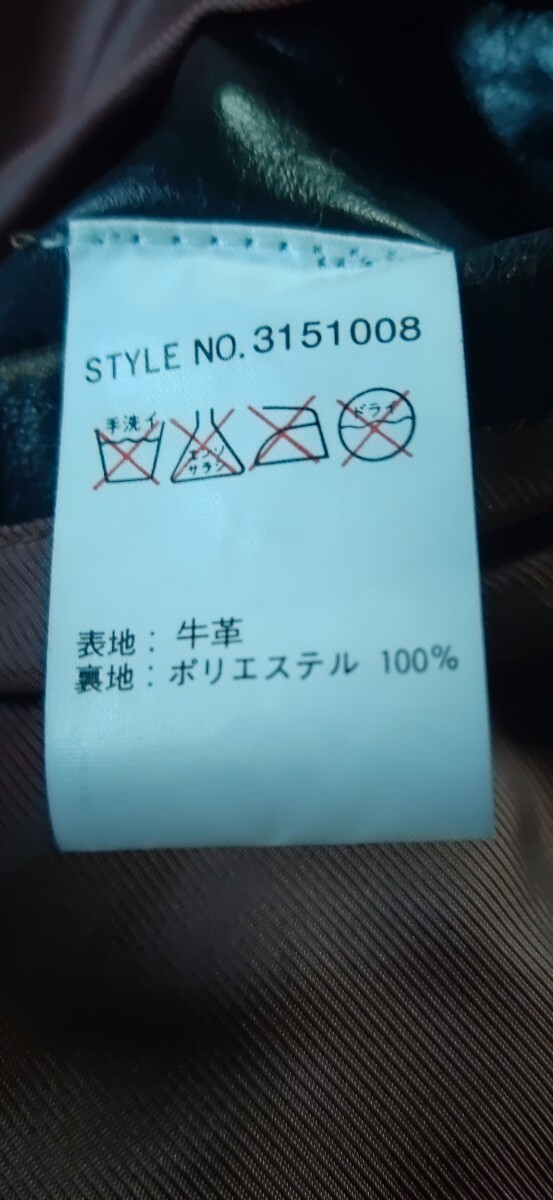 STYLE NO. 3151008
手洗イ エンソサラシ ドライ
表地：牛革
裏地：ポリエステル 100%